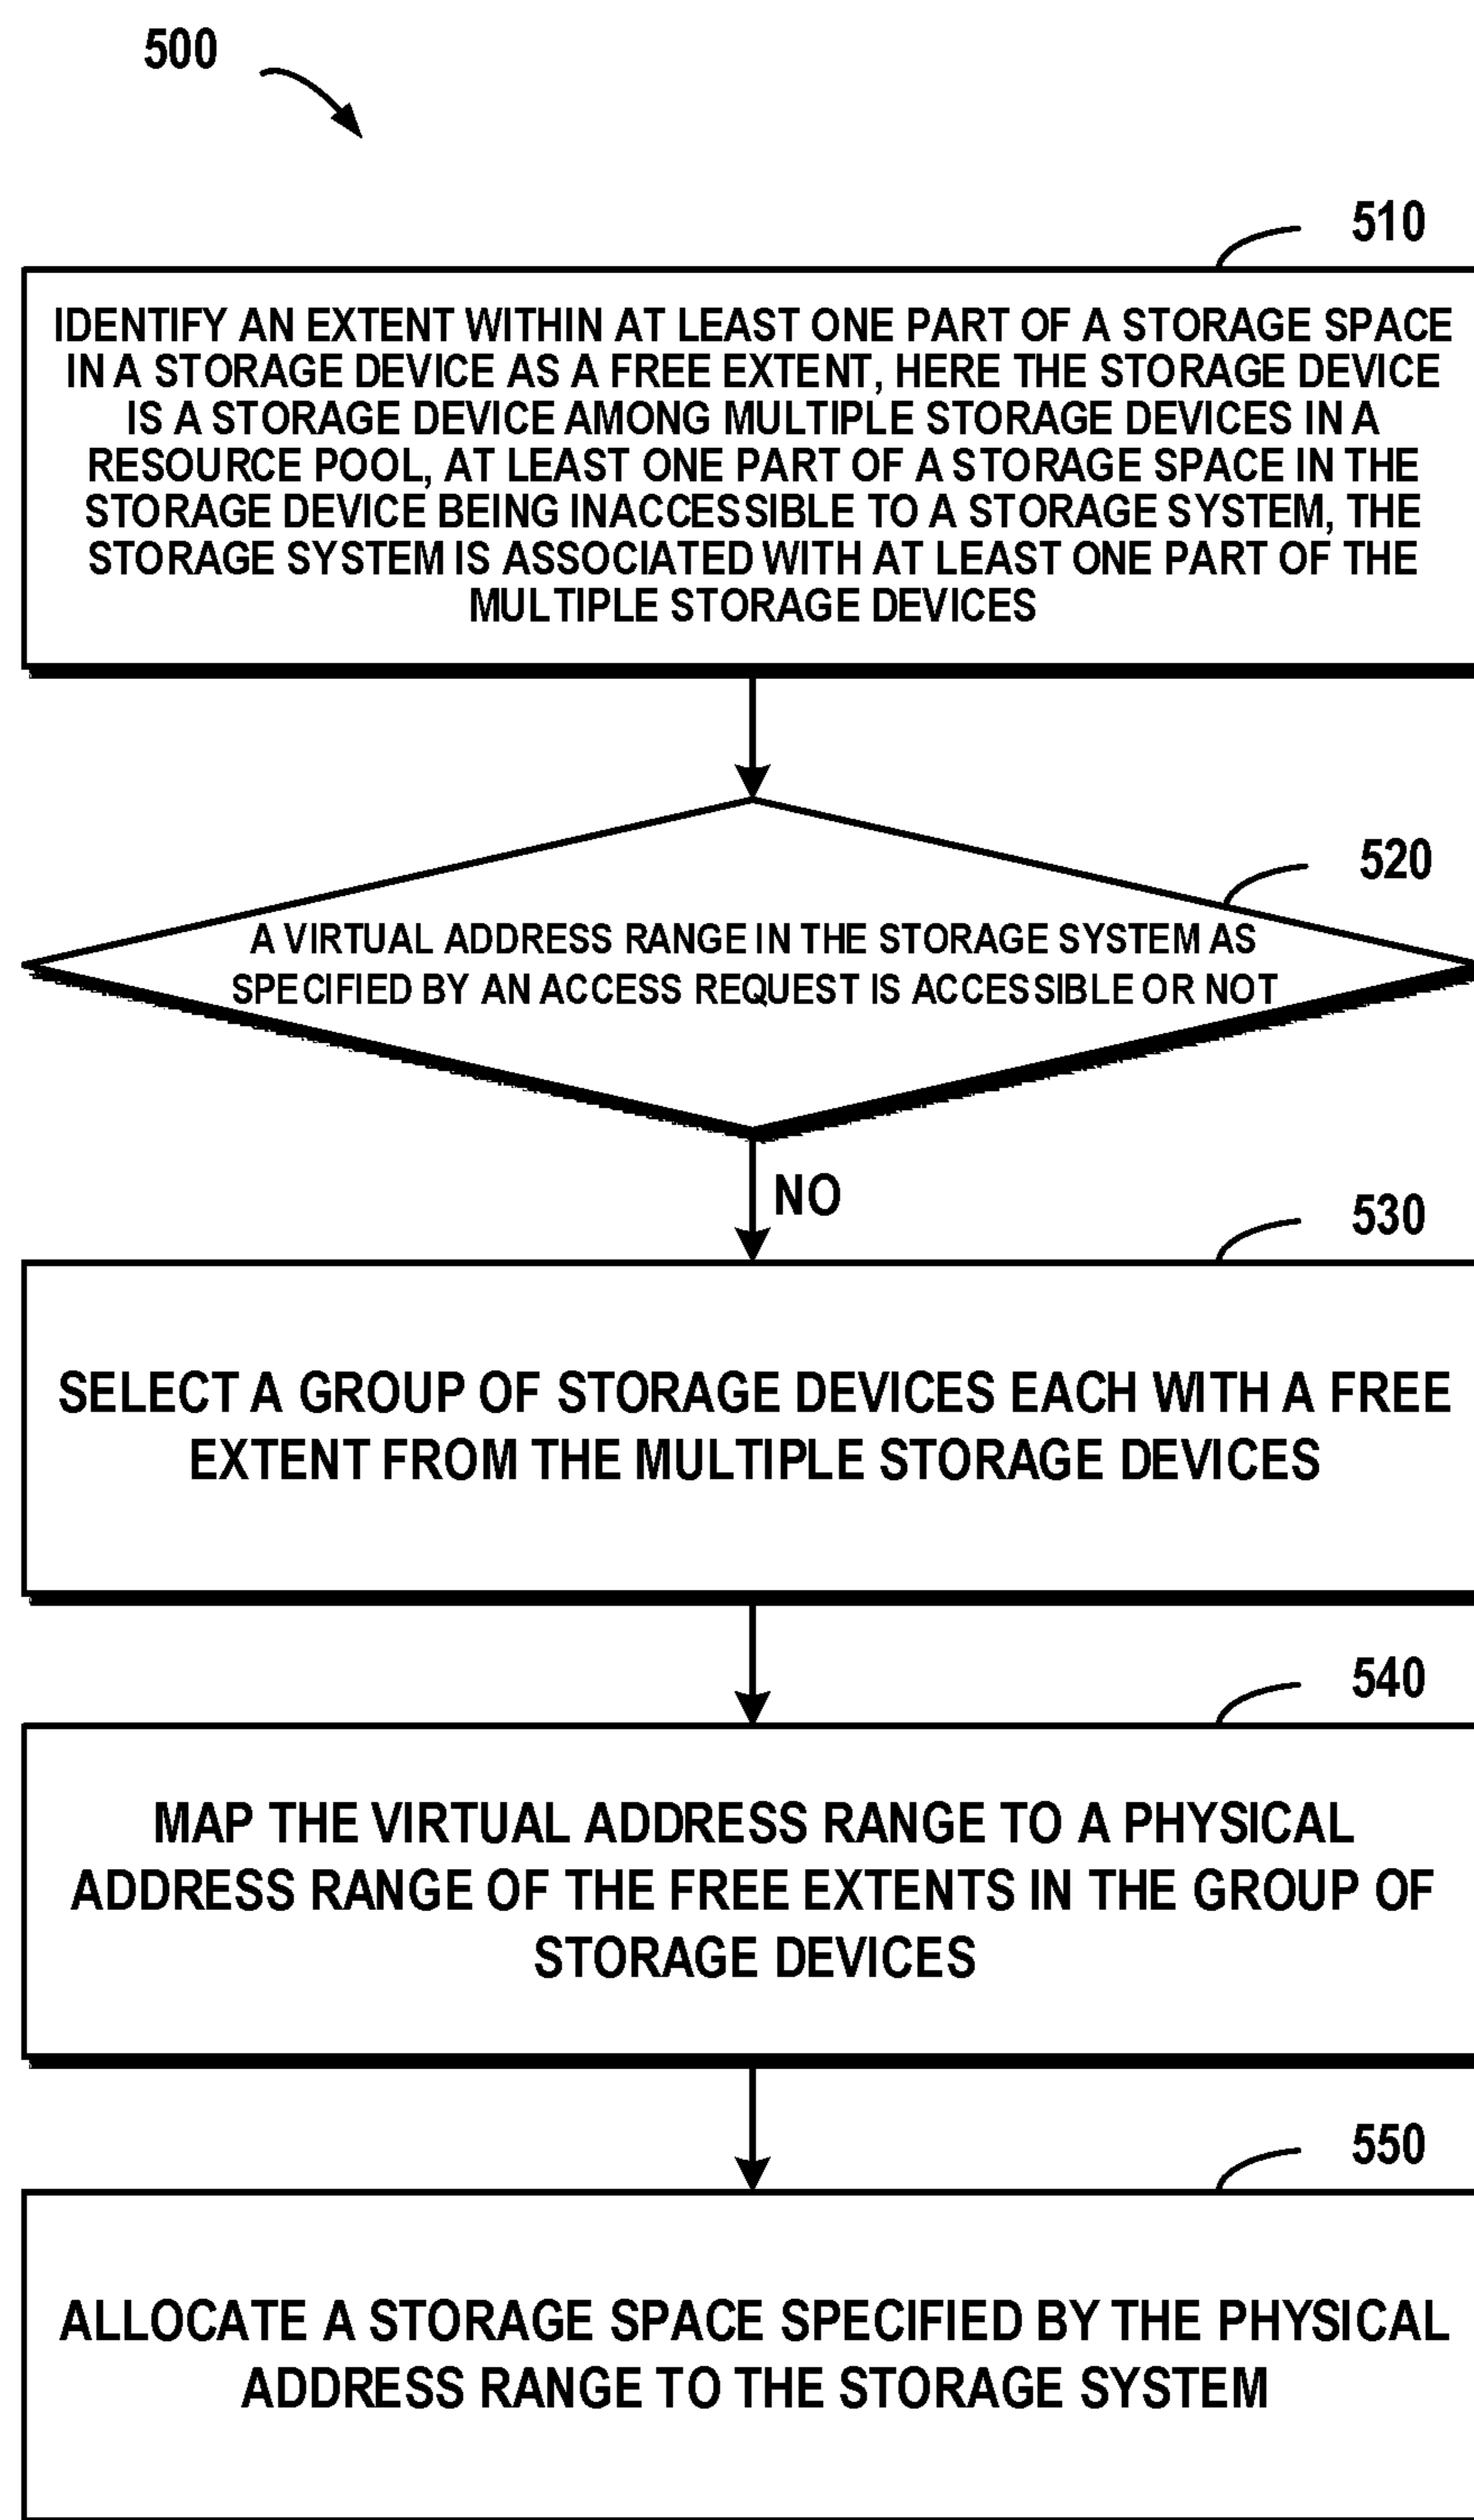 500
510
IDENTIFY AN EXTENT WITHIN AT LEAST ONE PART OF A STORAGE SPACE
IN A STORAGE DEVICE AS A FREE EXTENT, HERE THE STORAGE DEVICE
IS A STORAGE DEVICE AMONG MULTIPLE STORAGE DEVICES IN A
RESOURCE POOL, AT LEAST ONE PART OF A STORAGE SPACE IN THE
STORAGE DEVICE BEING INACCESSIBLE TO A STORAGE SYSTEM, THE
STORAGE SYSTEM IS ASSOCIATED WITH AT LEAST ONE PART OF THE
MULTIPLE STORAGE DEVICES
520
A VIRTUAL ADDRESS RANGE IN THE STORAGE SYSTEM AS
SPECIFIED BY AN ACCESS REQUEST IS ACCESSIBLE OR NOT
NO
530
SELECT A GROUP OF STORAGE DEVICES EACH WITH A FREE
EXTENT FROM THE MULTIPLE STORAGE DEVICES
540
MAP THE VIRTUAL ADDRESS RANGE TO A PHYSICAL
ADDRESS RANGE OF THE FREE EXTENTS IN THE GROUP OF
STORAGE DEVICES
550
ALLOCATE A STORAGE SPACE SPECIFIED BY THE PHYSICAL
ADDRESS RANGE TO THE STORAGE SYSTEM